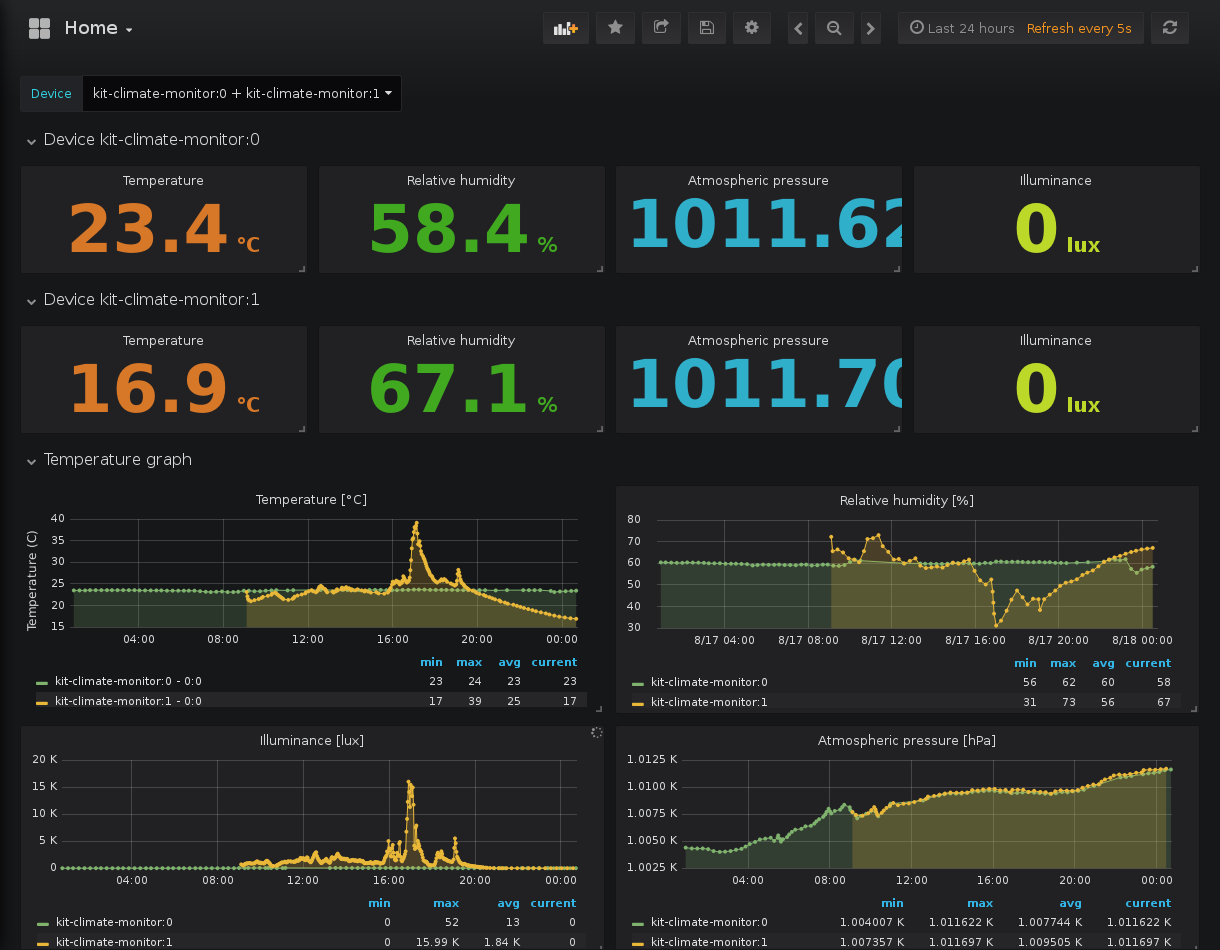 Home
Last 24 hours Refresh every 5s
Device kit-climate-monitor:0 + kit-climate-monitor:1
Device kit-climate-monitor:0
Temperature Relative humidity Atmospheric pressure Illuminance
23.4 °C 58.4 % 1011.62 0 lux
Device kit-climate-monitor:1
Temperature Relative humidity Atmospheric pressure Illuminance
16.9 °C 67.1 % 1011.70 0 lux
Temperature graph
Temperature [°C]
Temperature (C)
40
35
30
25
20
15
04:00 08:00 12:00 16:00 20:00 00:00
min max avg current
kit-climate-monitor:0 - 0:0 23 24 23 23
kit-climate-monitor:1 - 0:0 17 39 25 17
Relative humidity [%]
80
70
60
50
40
30
8/17 04:00 8/17 08:00 8/17 12:00 8/17 16:00 8/17 20:00 8/18 00:00
min max avg current
kit-climate-monitor:0 56 62 60 58
kit-climate-monitor:1 31 73 56 67
Illuminance [lux]
20 K
15 K
10 K
5 K
0
04:00 08:00 12:00 16:00 20:00 00:00
min max avg current
kit-climate-monitor:0 0 52 13 0
kit-climate-monitor:1 0 15.99 K 1.84 K 0
Atmospheric pressure [hPa]
1.0125 K
1.0100 K
1.0075 K
1.0050 K
1.0025 K
04:00 08:00 12:00 16:00 20:00 00:00
min max avg current
kit-climate-monitor:0 1.004007 K 1.011622 K 1.007744 K 1.011622 K
kit-climate-monitor:1 1.007357 K 1.011697 K 1.009505 K 1.011697 K